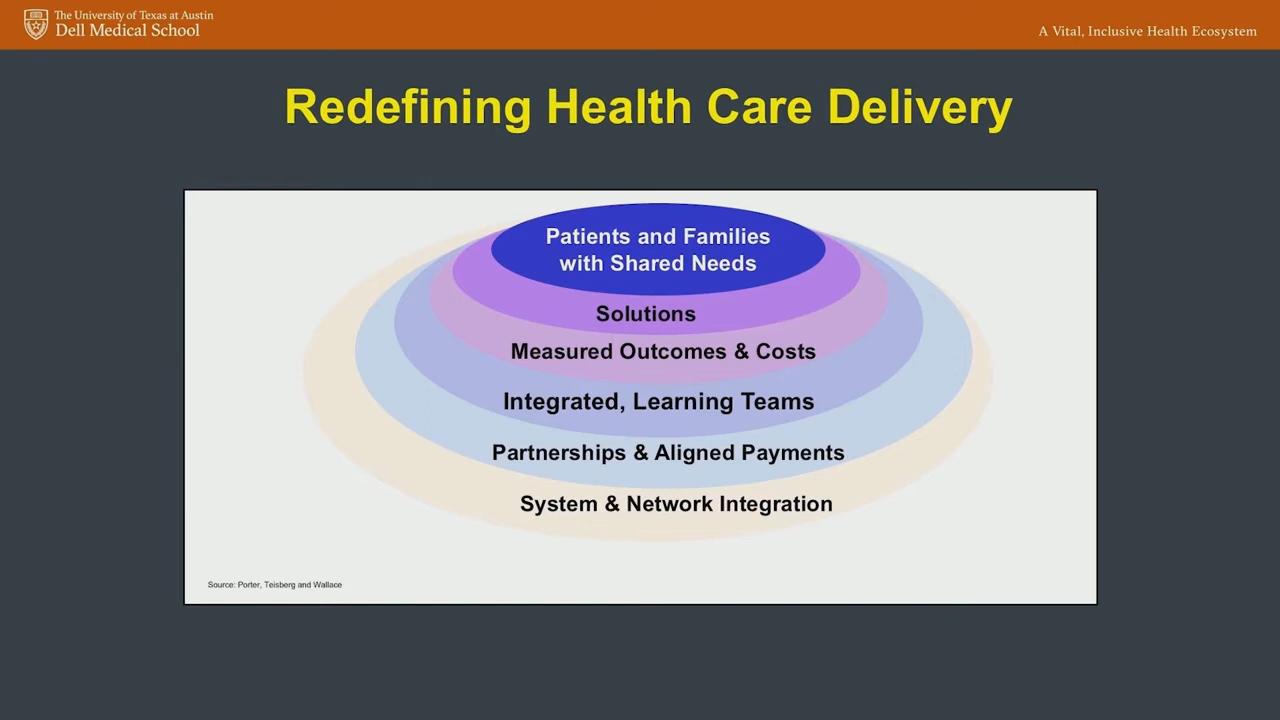 The University of Texas at Austin
Dell Medical School
A Vital, Inclusive Health Ecosystem
Redefining Health Care Delivery
Patients and Families
with Shared Needs
Solutions
Measured Outcomes & Costs
Integrated, Learning Teams
Partnerships & Aligned Payments
System & Network Integration
Source: Porter, Teisberg and Wallace